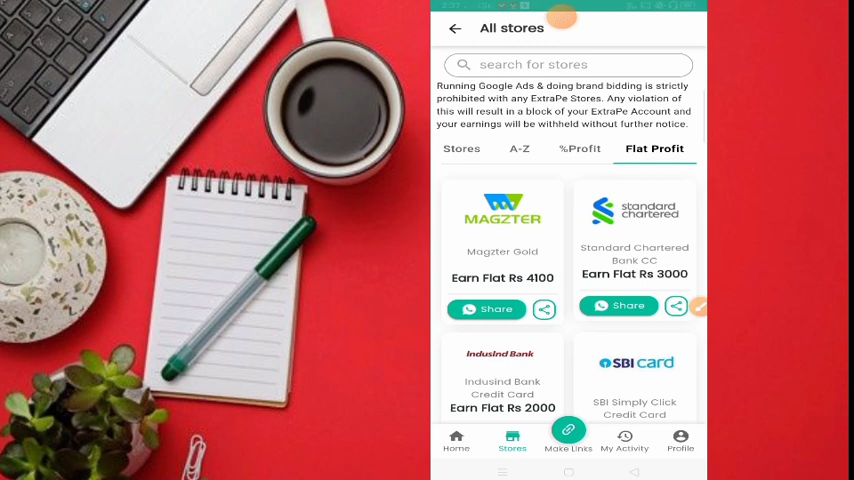 All stores
search for stores
Running Google Ads & doing brand bidding is strictly
prohibited with any ExtraPe Stores. Any violation of
this will result in a block of your ExtraPe Account and
your earnings will be withheld without further notice.
Stores A-Z %Profit Flat Profit
MAGZTER
Magzter Gold
Earn Flat Rs 4100
Share
standard
chartered
Standard Chartered
Bank CC
Earn Flat Rs 3000
Share
IndusInd Bank
Indusind Bank
Credit Card
Earn Flat Rs 2000
SBI card
SBI Simply Click
Credit Card
Home Stores Make Links My Activity Profile